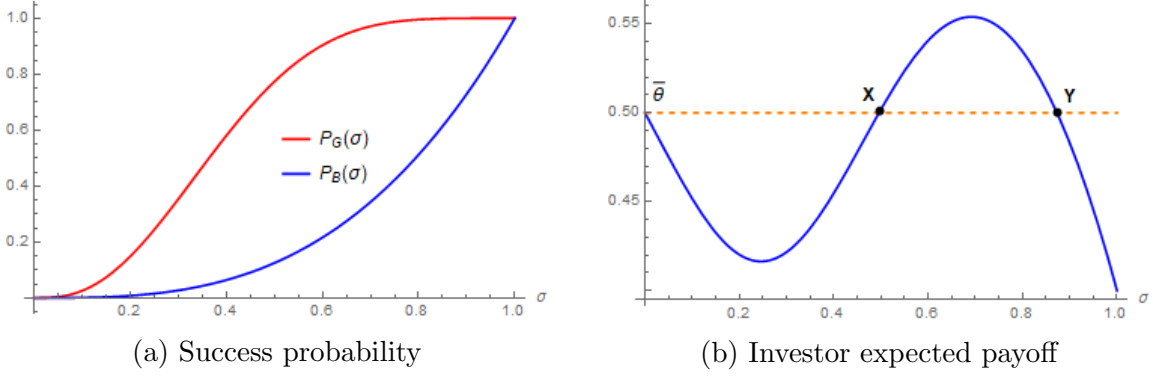 1.0
0.8
0.6
0.4
0.2
0.2
0.4
0.6
0.8
1.0
σ
P_G(σ)
P_B(σ)
(a) Success probability
0.55
0.50
0.45
θ̅
X
Y
0.2
0.4
0.6
0.8
1.0
σ
(b) Investor expected payoff